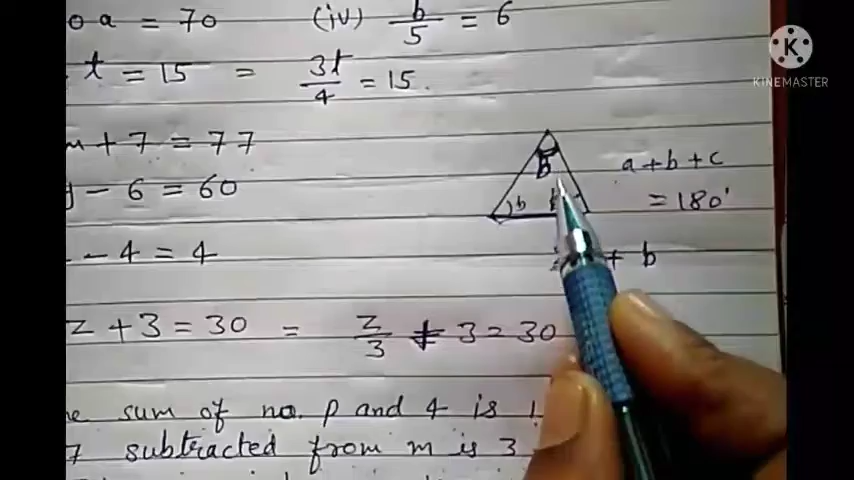 a = 70 (iv) b/5 = 6
t = 15 = 3t/4 = 15.
+ 7 = 77
- 6 = 60
- 4 = 4
b
b
a + b + c
= 180°
+ b
z + 3 = 30 = z/3 + 3 = 30
sum of no. p and 4 is
7 subtracted from m is 3
K
KINEMASTER